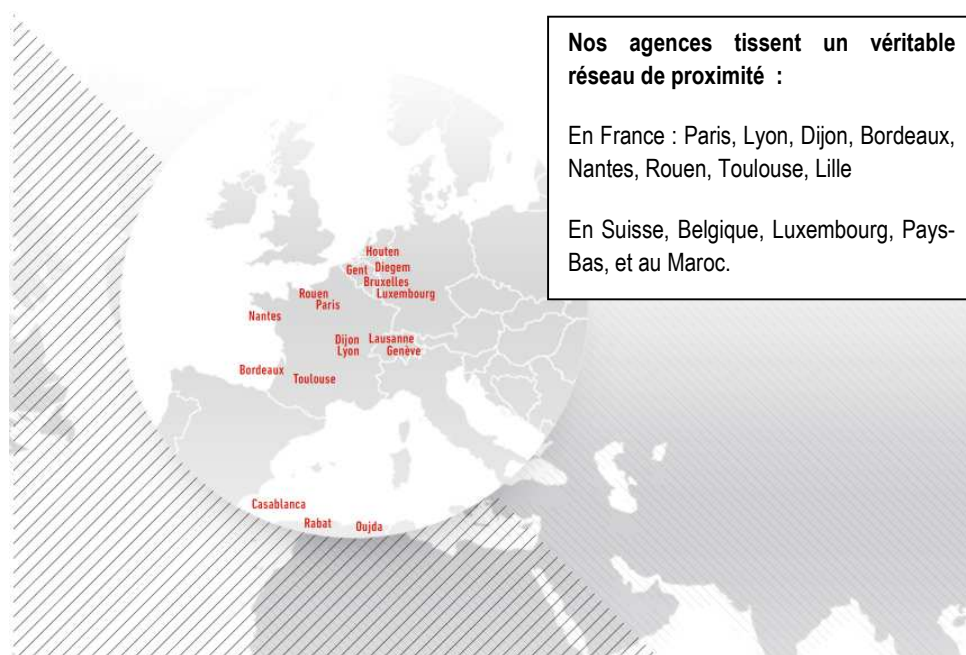 Nos agences tissent un véritable
réseau de proximité :
En France : Paris, Lyon, Dijon, Bordeaux,
Nantes, Rouen, Toulouse, Lille
En Suisse, Belgique, Luxembourg, Pays-
Bas, et au Maroc.
Houten
Gent Diegem
Bruxelles
Rouen Luxembourg
Paris
Nantes
Dijon Lausanne
Lyon Genève
Bordeaux
Toulouse
Casablanca
Rabat Oujda